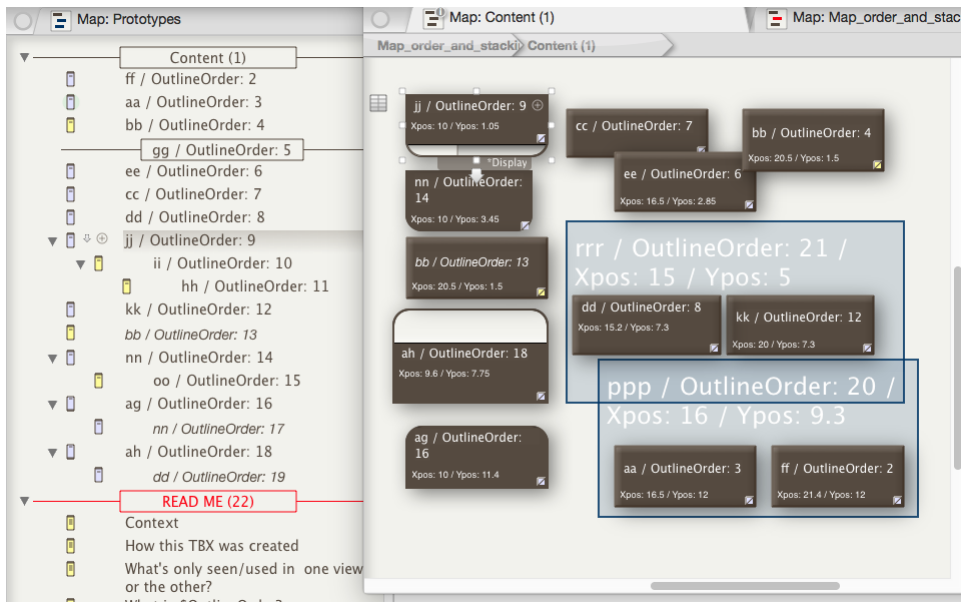 Map: Prototypes
Content (1)
ff / OutlineOrder: 2
aa / OutlineOrder: 3
bb / OutlineOrder: 4
gg / OutlineOrder: 5
ee / OutlineOrder: 6
cc / OutlineOrder: 7
dd / OutlineOrder: 8
jj / OutlineOrder: 9
ii / OutlineOrder: 10
hh / OutlineOrder: 11
kk / OutlineOrder: 12
bb / OutlineOrder: 13
nn / OutlineOrder: 14
oo / OutlineOrder: 15
ag / OutlineOrder: 16
nn / OutlineOrder: 17
ah / OutlineOrder: 18
dd / OutlineOrder: 19
READ ME (22)
Context
How this TBX was created
What's only seen/used in one view
or the other?
Map: Content (1)
Map: Map_order_and_stac
Map_order_and_stacki
Content (1)
jj / OutlineOrder: 9
Xpos: 10 / Ypos: 1.05
*Display
nn / OutlineOrder:
14
Xpos: 10 / Ypos: 3.45
bb / OutlineOrder: 13
Xpos: 20.5 / Ypos: 1.5
ah / OutlineOrder: 18
Xpos: 9.6 / Ypos: 7.75
ag / OutlineOrder:
16
Xpos: 10 / Ypos: 11.4
cc / OutlineOrder: 7
ee / OutlineOrder: 6
Xpos: 16.5 / Ypos: 2.85
bb / OutlineOrder: 4
Xpos: 20.5 / Ypos: 1.5
rrr / OutlineOrder: 21 /
Xpos: 15 / Ypos: 5
dd / OutlineOrder: 8
Xpos: 15.2 / Ypos: 7.3
kk / OutlineOrder: 12
Xpos: 20 / Ypos: 7.3
ppp / OutlineOrder: 20 /
Xpos: 16 / Ypos: 9.3
aa / OutlineOrder: 3
Xpos: 16.5 / Ypos: 12
ff / OutlineOrder: 2
Xpos: 21.4 / Ypos: 12